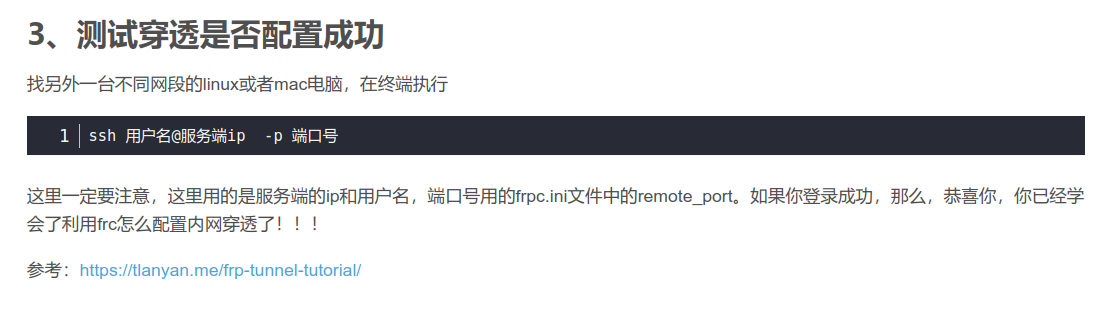 3、测试穿透是否配置成功
找另外一台不同网段的linux或者mac电脑，在终端执行
1 ssh 用户名@服务端ip  -p 端口号
这里一定要注意，这里用的是服务端的ip和用户名，端口号用的frpc.ini文件中的remote_port。如果你登录成功，那么，恭喜你，你已经学
会了利用frc怎么配置内网穿透了！！！
参考：https://tlanyan.me/frp-tunnel-tutorial/